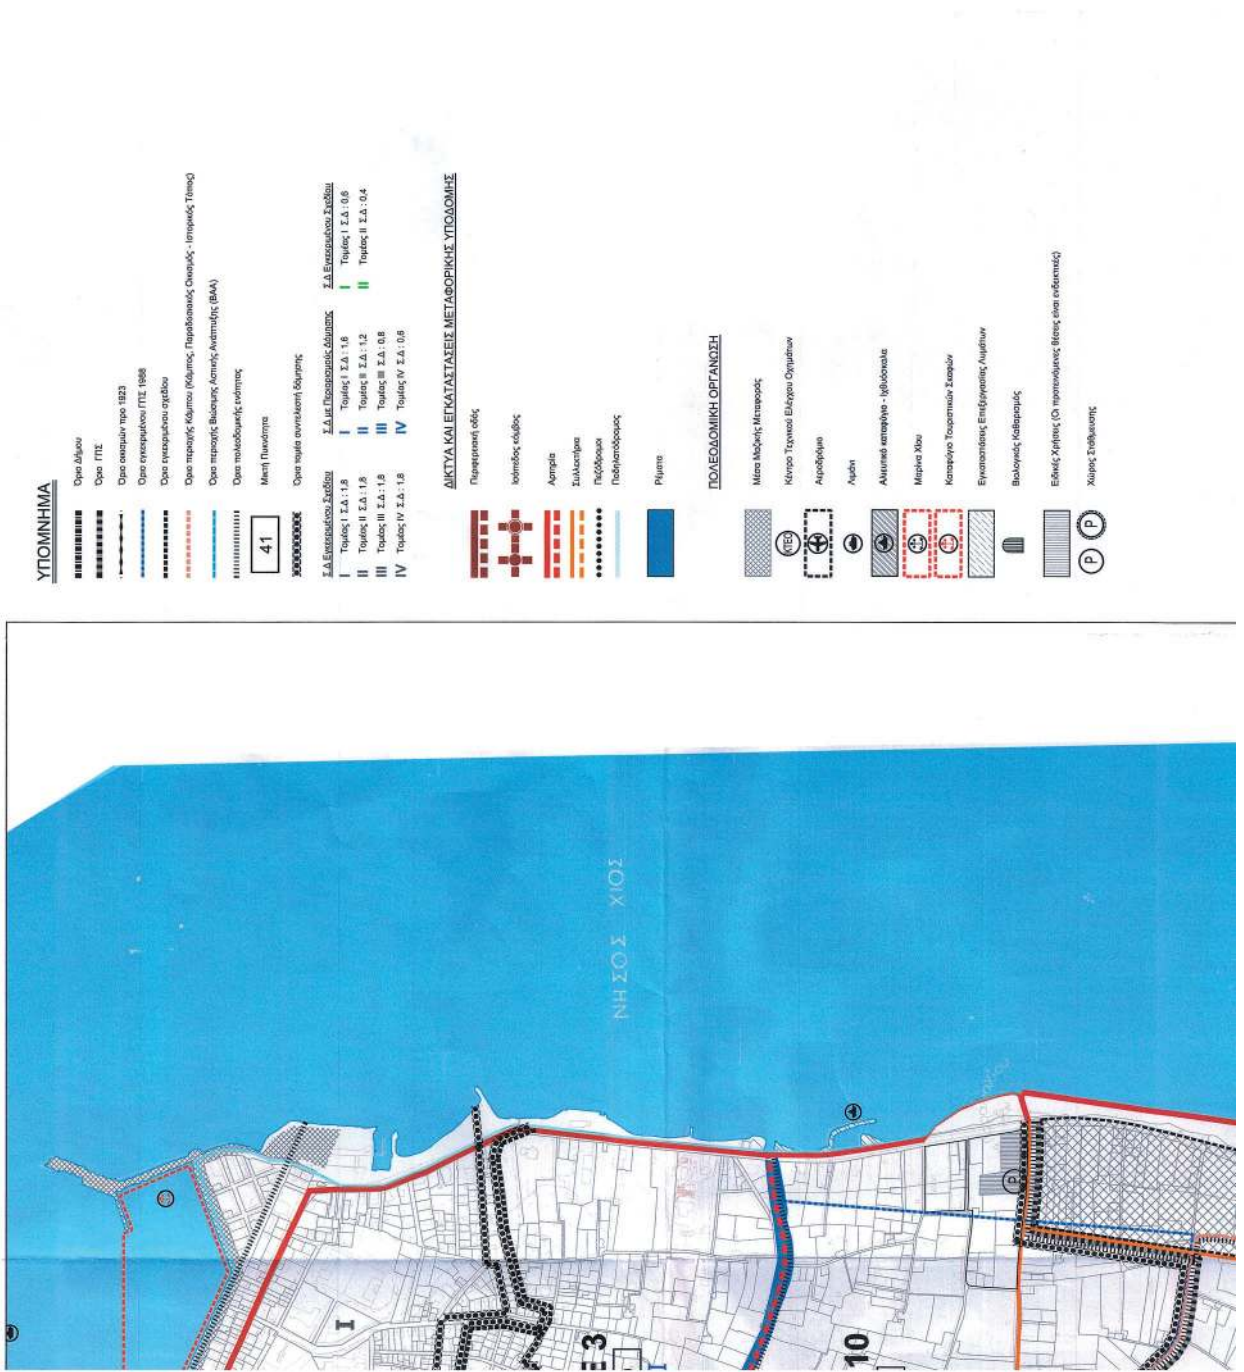 ΥΠΟΜΝΗΜΑ
Όρια Δήμου
Όρια ΓΠΣ
Όρια οικισμών προ 1923
Όρια εγκεκριμένου ΓΠΣ 1988
Όρια εγκεκριμένου σχεδίου
Όρια περιοχής Κάμπου (Κάμπος, Παραδοσιακός Οικισμός - Ιστορικός Τόπος)
Όρια περιοχής Βιώσιμης Αστικής Ανάπτυξης (ΒΑΑ)
Όρια πολεοδομικής ενότητας
41 Μικτή Πυκνότητα
Όρια τομέα συντελεστή δόμησης
Σ.Δ Εγκεκριμένου Σχεδίου
I Τομέας I Σ.Δ : 1,8
II Τομέας II Σ.Δ : 1,8
III Τομέας III Σ.Δ : 1,8
IV Τομέας IV Σ.Δ : 1,8
Σ.Δ με Περιορισμούς Δόμησης
I Τομέας I Σ.Δ : 1,6
II Τομέας II Σ.Δ : 1,2
III Τομέας III Σ.Δ : 0,8
IV Τομέας IV Σ.Δ : 0,6
Σ.Δ Εγκεκριμένου Σχεδίου
I Τομέας I Σ.Δ : 0,6
II Τομέας II Σ.Δ : 0,4
ΔΙΚΤΥΑ ΚΑΙ ΕΓΚΑΤΑΣΤΑΣΕΙΣ ΜΕΤΑΦΟΡΙΚΗΣ ΥΠΟΔΟΜΗΣ
Περιφερειακή οδός
Ισόπεδος κόμβος
Αρτηρία
Συλλεκτήρια
Πεζόδρομοι
Ποδηλατόδρομος
Ρέματα
ΠΟΛΕΟΔΟΜΙΚΗ ΟΡΓΑΝΩΣΗ
Μέσα Μαζικής Μεταφοράς
ΚΤΕΟ Κέντρο Τεχνικού Ελέγχου Οχημάτων
Αεροδρόμιο
Λιμάνι
Αλιευτικό καταφύγιο - Ιχθυόσκαλα
Μαρίνα Χίου
Καταφύγιο Τουριστικών Σκαφών
Εγκαταστάσεις Επεξεργασίας Λυμάτων
Βιολογικός Καθαρισμός
Ειδικές Χρήσεις (Οι προτεινόμενες θέσεις είναι ενδεικτικές)
P P Χώρος Στάθμευσης
ΝΗΣΟΣ ΧΙΟΣ
I
Ε3
I
10
P